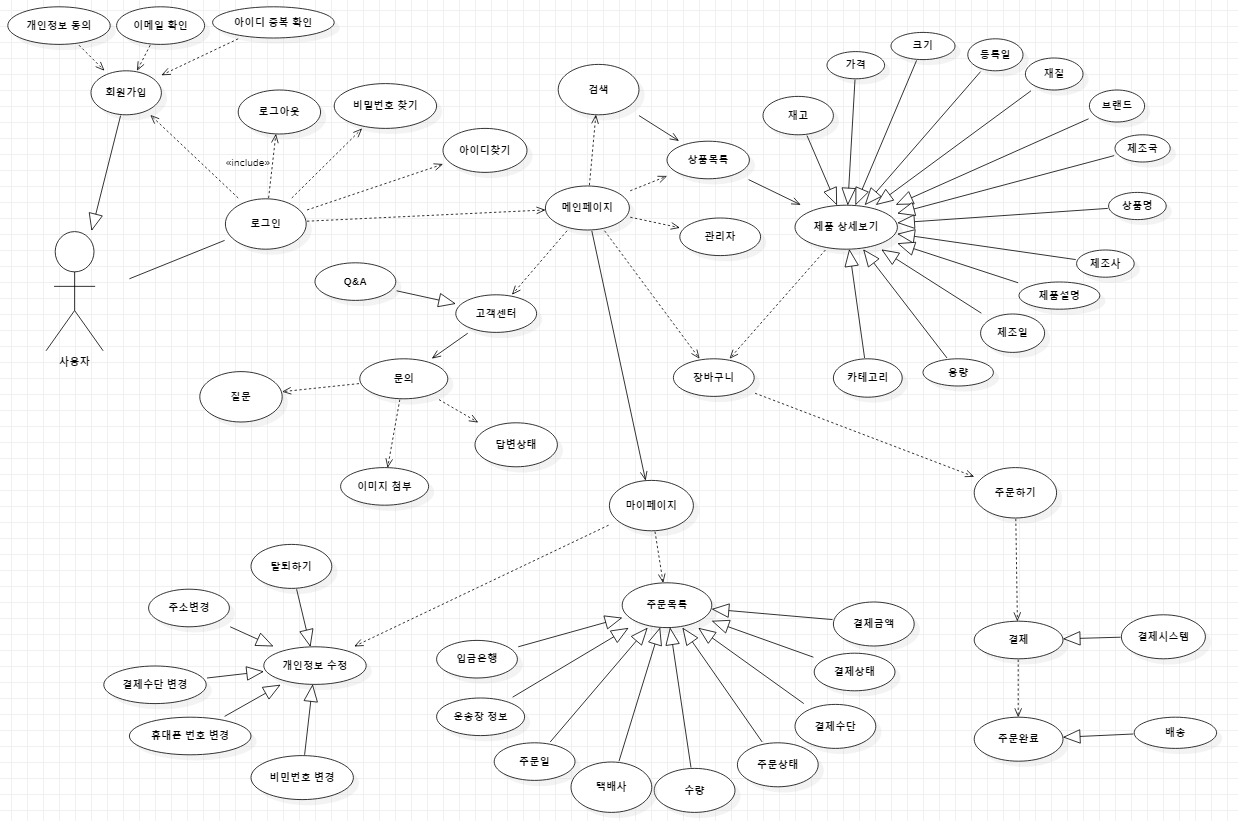 개인정보 동의
이메일 확인
아이디 중복 확인
회원가입
로그아웃
비밀번호 찾기
아이디찾기
«include»
로그인
사용자
검색
상품목록
메인페이지
관리자
Q&A
고객센터
문의
질문
답변상태
이미지 첨부
크기
가격
등록일
재질
재고
브랜드
제조국
상품명
제품 상세보기
제조사
제품설명
제조일
용량
카테고리
장바구니
주문하기
마이페이지
탈퇴하기
주소변경
개인정보 수정
결제수단 변경
휴대폰 번호 변경
비민번호 변경
주문목록
입금은행
운송장 정보
주문일
택배사
수량
주문상태
결제수단
결제상태
결제금액
결제
결제시스템
주문완료
배송